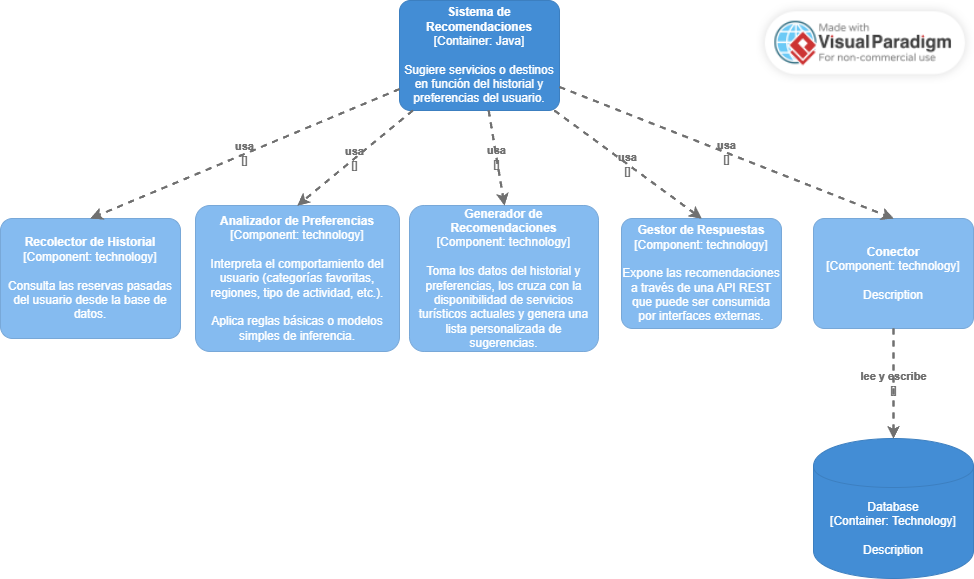 Sistema de
Recomendaciones
[Container: Java]
Sugiere servicios o destinos
en función del historial y
preferencias del usuario.
Made with
Visual Paradigm
For non-commercial use
usa
[]
usa
[]
usa
[]
usa
[]
usa
[]
Recolector de Historial
[Component: technology]
Consulta las reservas pasadas
del usuario desde la base de
datos.
Analizador de Preferencias
[Component: technology]
Interpreta el comportamiento del
usuario (categorías favoritas,
regiones, tipo de actividad, etc.).
Aplica reglas básicas o modelos
simples de inferencia.
Generador de
Recomendaciones
[Component: technology]
Toma los datos del historial y
preferencias, los cruza con la
disponibilidad de servicios
turísticos actuales y genera una
lista personalizada de
sugerencias.
Gestor de Respuestas
[Component: technology]
Expone las recomendaciones
a través de una API REST
que puede ser consumida
por interfaces externas.
Conector
[Component: technology]
Description
lee y escribe
[]
Database
[Container: Technology]
Description